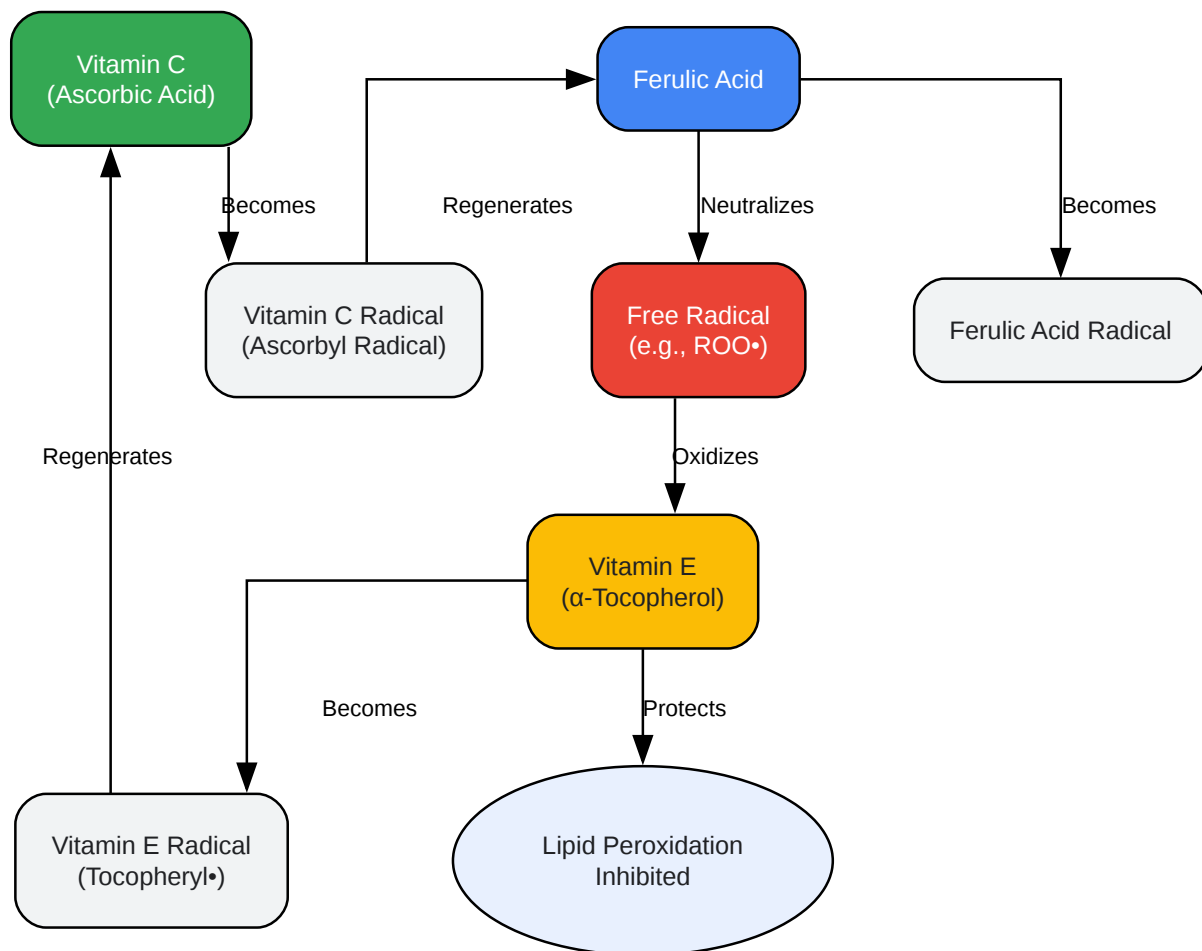 Vitamin C
(Ascorbic Acid)
Ferulic Acid
Becomes
Regenerates
Neutralizes
Becomes
Vitamin C Radical
(Ascorbyl Radical)
Free Radical
(e.g., ROO•)
Ferulic Acid Radical
Regenerates
Oxidizes
Vitamin E
(α-Tocopherol)
Becomes
Protects
Vitamin E Radical
(Tocopheryl•)
Lipid Peroxidation
Inhibited